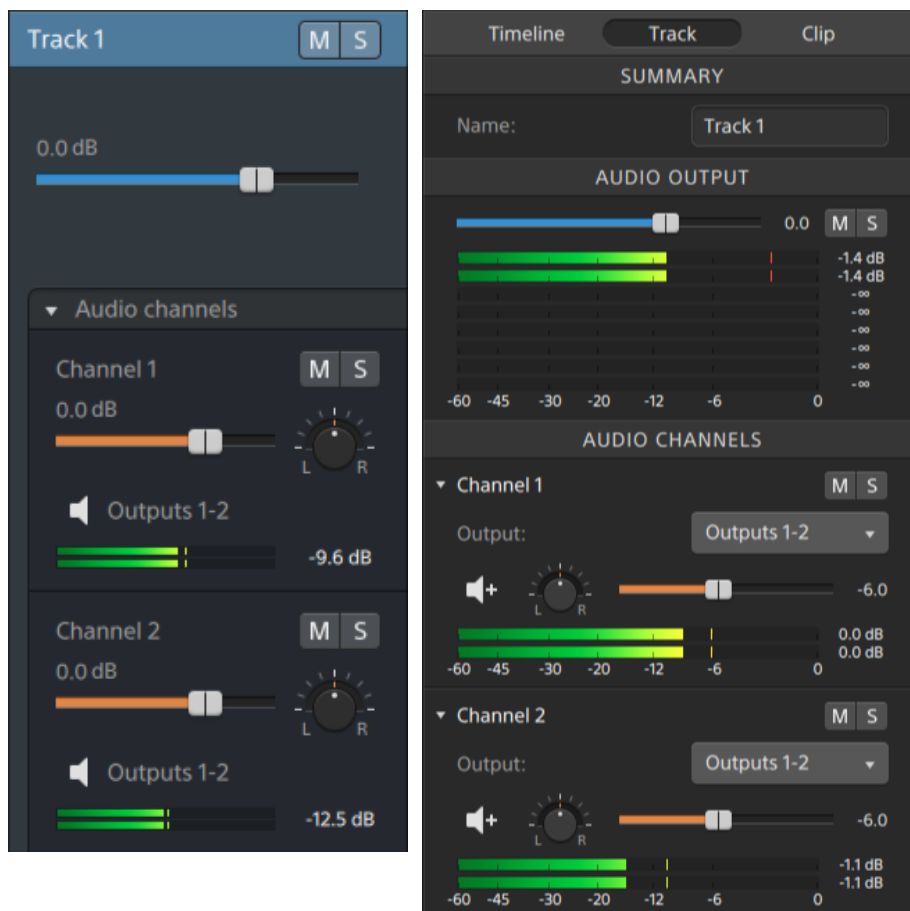 Track 1
M S
0.0 dB
Audio channels
Channel 1
M S
0.0 dB
L R
Outputs 1-2
-9.6 dB
Channel 2
M S
0.0 dB
L R
Outputs 1-2
-12.5 dB
Timeline Track Clip
SUMMARY
Name: Track 1
AUDIO OUTPUT
0.0 M S
-1.4 dB
-1.4 dB
-∞
-∞
-∞
-∞
-∞
-∞
-60 -45 -30 -20 -12 -6 0
AUDIO CHANNELS
Channel 1 M S
Output: Outputs 1-2
L R -6.0
0.0 dB
0.0 dB
-60 -45 -30 -20 -12 -6 0
Channel 2 M S
Output: Outputs 1-2
L R -6.0
-1.1 dB
-1.1 dB
-60 -45 -30 -20 -12 -6 0